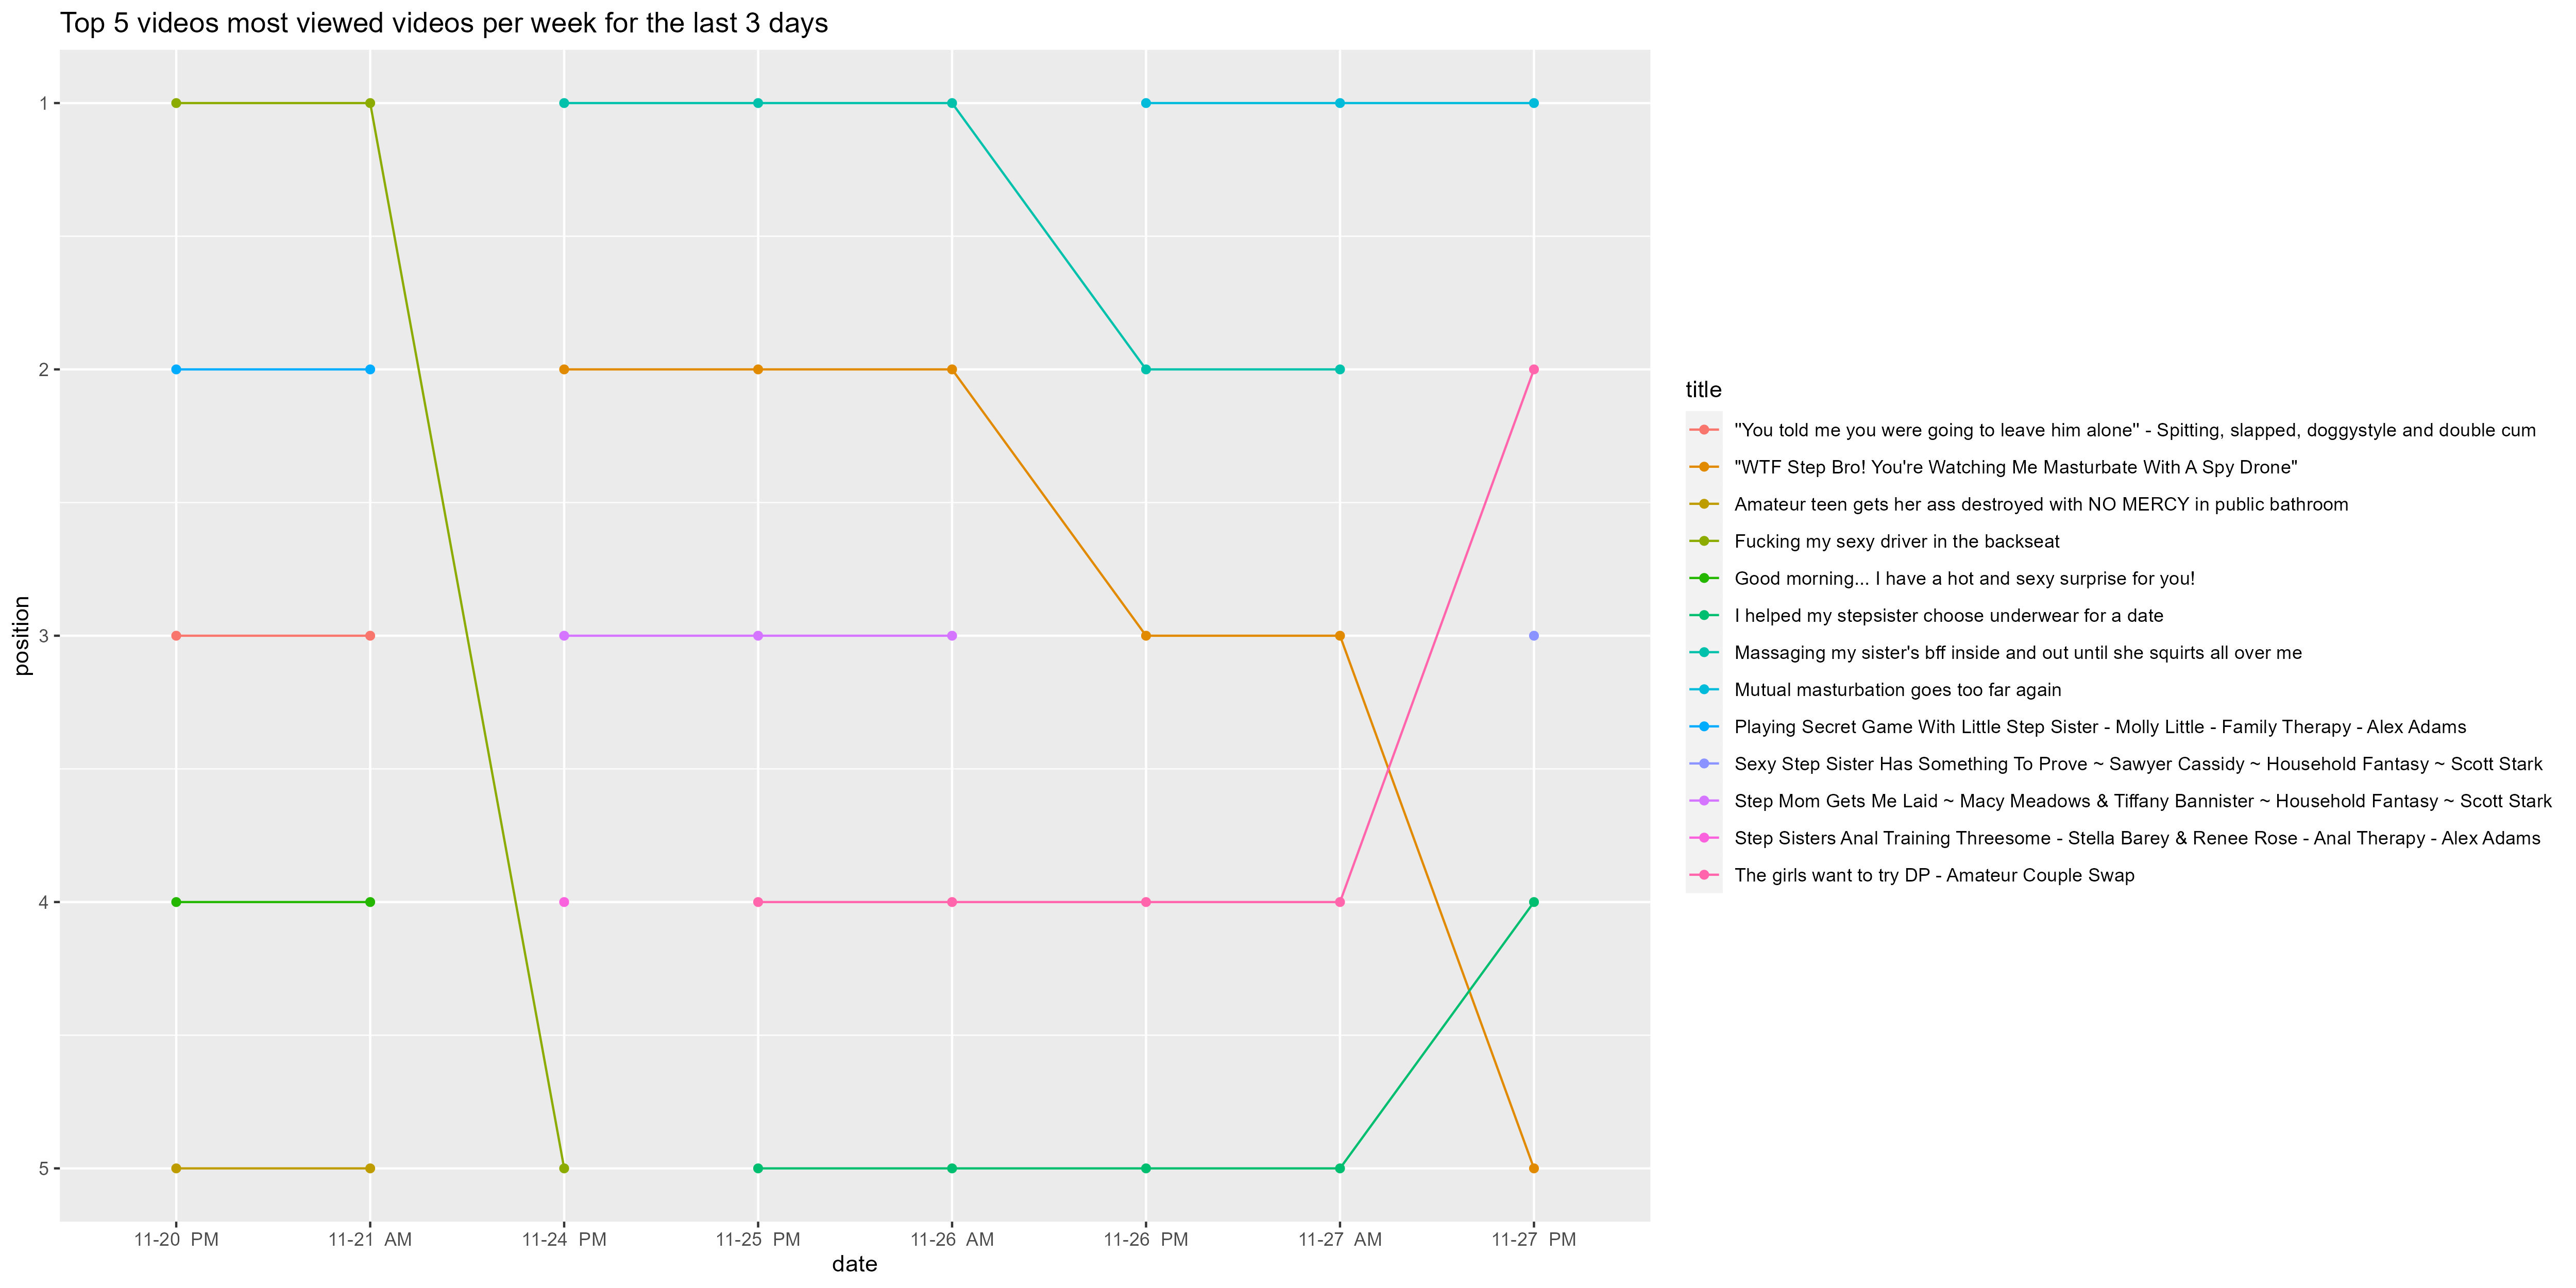 Top 5 videos most viewed videos per week for the last 3 days
position
1
2
3
4
5
11-20 PM
11-21 AM
11-24 PM
11-25 PM
11-26 AM
11-26 PM
11-27 AM
11-27 PM
date
title
"You told me you were going to leave him alone" - Spitting, slapped, doggystyle and double cum
"WTF Step Bro! You're Watching Me Masturbate With A Spy Drone"
Amateur teen gets her ass destroyed with NO MERCY in public bathroom
Fucking my sexy driver in the backseat
Good morning... I have a hot and sexy surprise for you!
I helped my stepsister choose underwear for a date
Massaging my sister's bff inside and out until she squirts all over me
Mutual masturbation goes too far again
Playing Secret Game With Little Step Sister - Molly Little - Family Therapy - Alex Adams
Sexy Step Sister Has Something To Prove ~ Sawyer Cassidy ~ Household Fantasy ~ Scott Stark
Step Mom Gets Me Laid ~ Macy Meadows & Tiffany Bannister ~ Household Fantasy ~ Scott Stark
Step Sisters Anal Training Threesome - Stella Barey & Renee Rose - Anal Therapy - Alex Adams
The girls want to try DP - Amateur Couple Swap